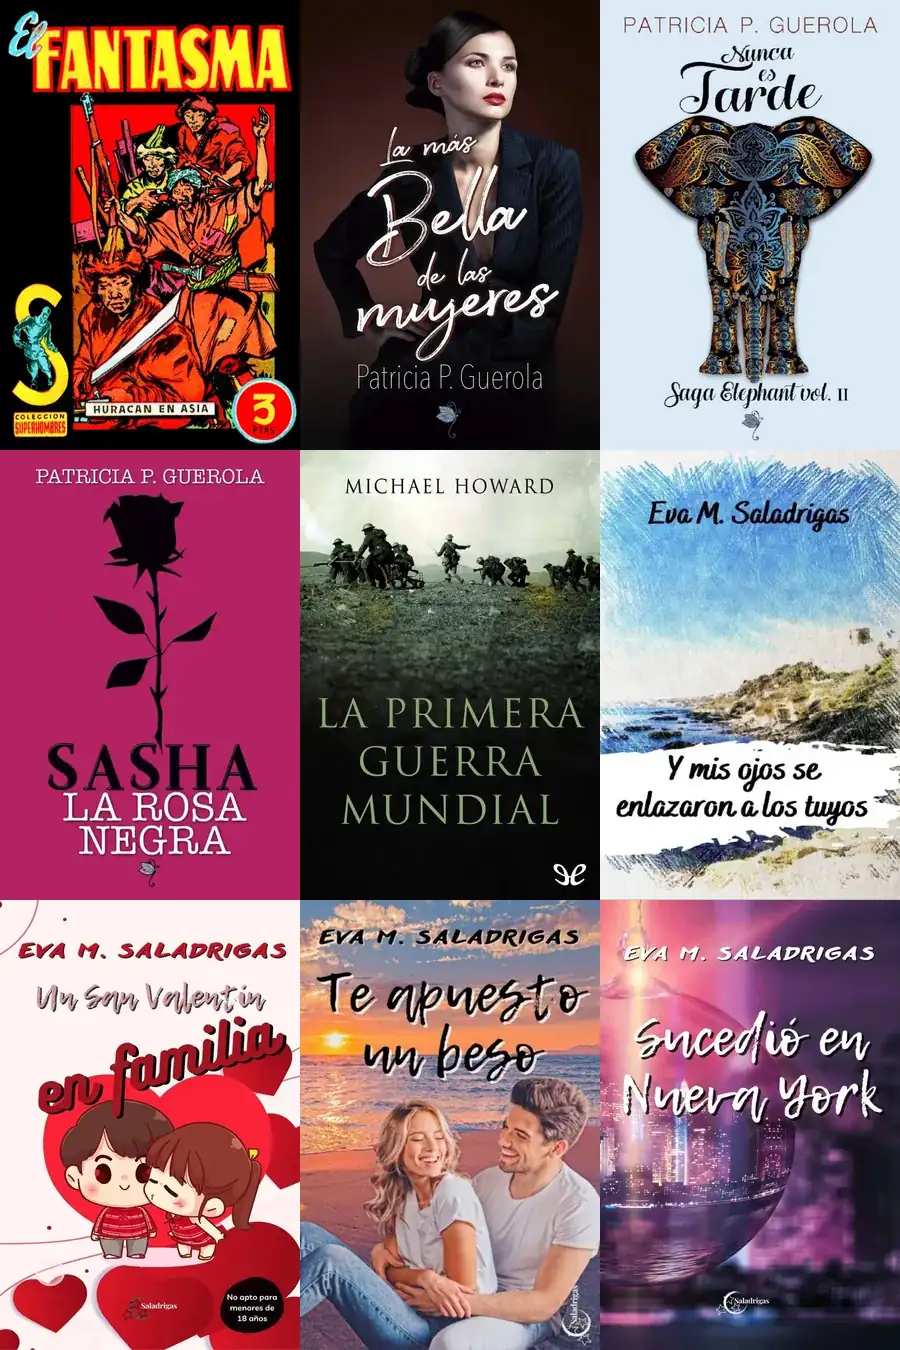 El
FANTASMA
S
COLECCION
SUPERHOMBRES
HURACAN EN ASIA
3
PTAS
La más
Bella
de las
mujeres
Patricia P. Guerola
PATRICIA P. GUEROLA
Nunca
es
Tarde
Saga Elephant vol. II
PATRICIA P. GUEROLA
SASHA
LA ROSA
NEGRA
MICHAEL HOWARD
LA PRIMERA
GUERRA
MUNDIAL
Eva M. Saladrigas
Y mis ojos se
enlazaron a los tuyos
EVA M. SALADRIGAS
Un San Valentín
en familia
Saladrigas
No apto para
menores de
18 años
EVA M. SALADRIGAS
Te apuesto
un beso
Saladrigas
EVA M. SALADRIGAS
Sucedió en
Nueva York
Saladrigas